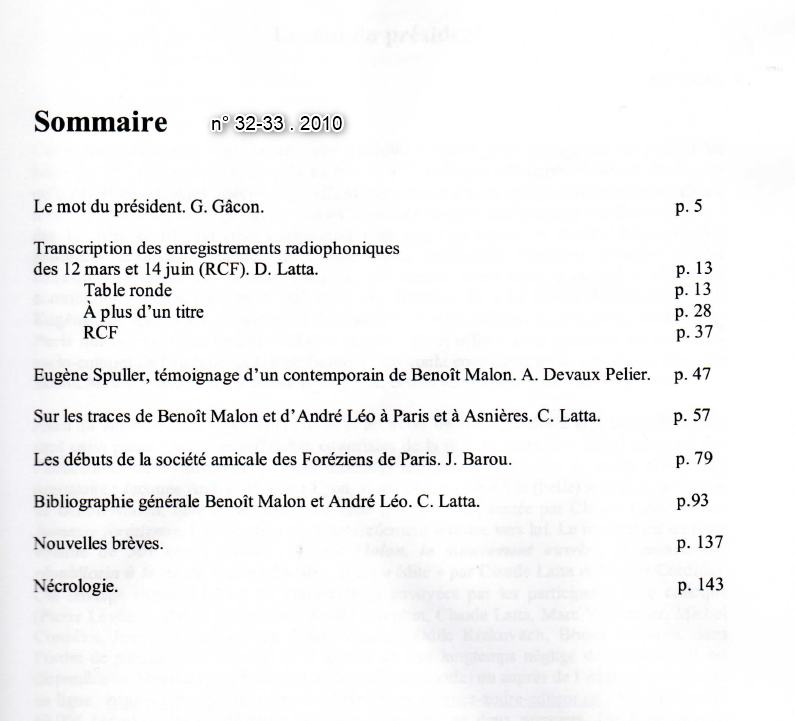 Sommaire n° 32-33 . 2010
Le mot du président. G. Gâcon. p. 5
Transcription des enregistrements radiophoniques
des 12 mars et 14 juin (RCF). D. Latta. p. 13
Table ronde p. 13
À plus d'un titre p. 28
RCF p. 37
Eugène Spuller, témoignage d'un contemporain de Benoît Malon. A. Devaux Pelier. p. 47
Sur les traces de Benoît Malon et d'André Léo à Paris et à Asnières. C. Latta. p. 57
Les débuts de la société amicale des Foréziens de Paris. J. Barou. p. 79
Bibliographie générale Benoît Malon et André Léo. C. Latta. p.93
Nouvelles brèves. p. 137
Nécrologie. p. 143